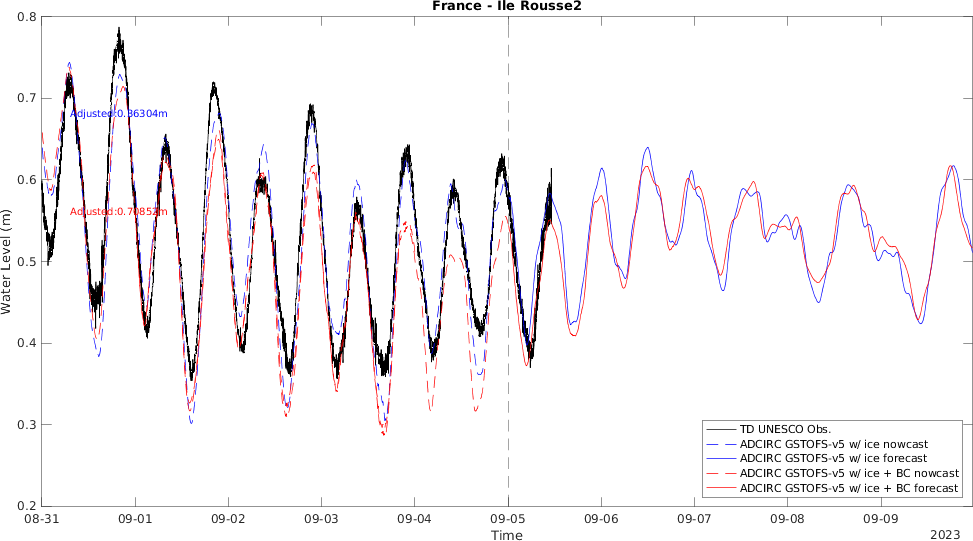 France - Ile Rousse2
0.8
0.7
0.6
0.5
0.4
0.3
0.2
Water Level (m)
Adjusted:0.36304m
Adjusted:0.70852m
TD UNESCO Obs.
ADCIRC GSTOFS-v5 w/ ice nowcast
ADCIRC GSTOFS-v5 w/ ice forecast
ADCIRC GSTOFS-v5 w/ ice + BC nowcast
ADCIRC GSTOFS-v5 w/ ice + BC forecast
08-31 09-01 09-02 09-03 09-04 09-05 09-06 09-07 09-08 09-09
Time
2023